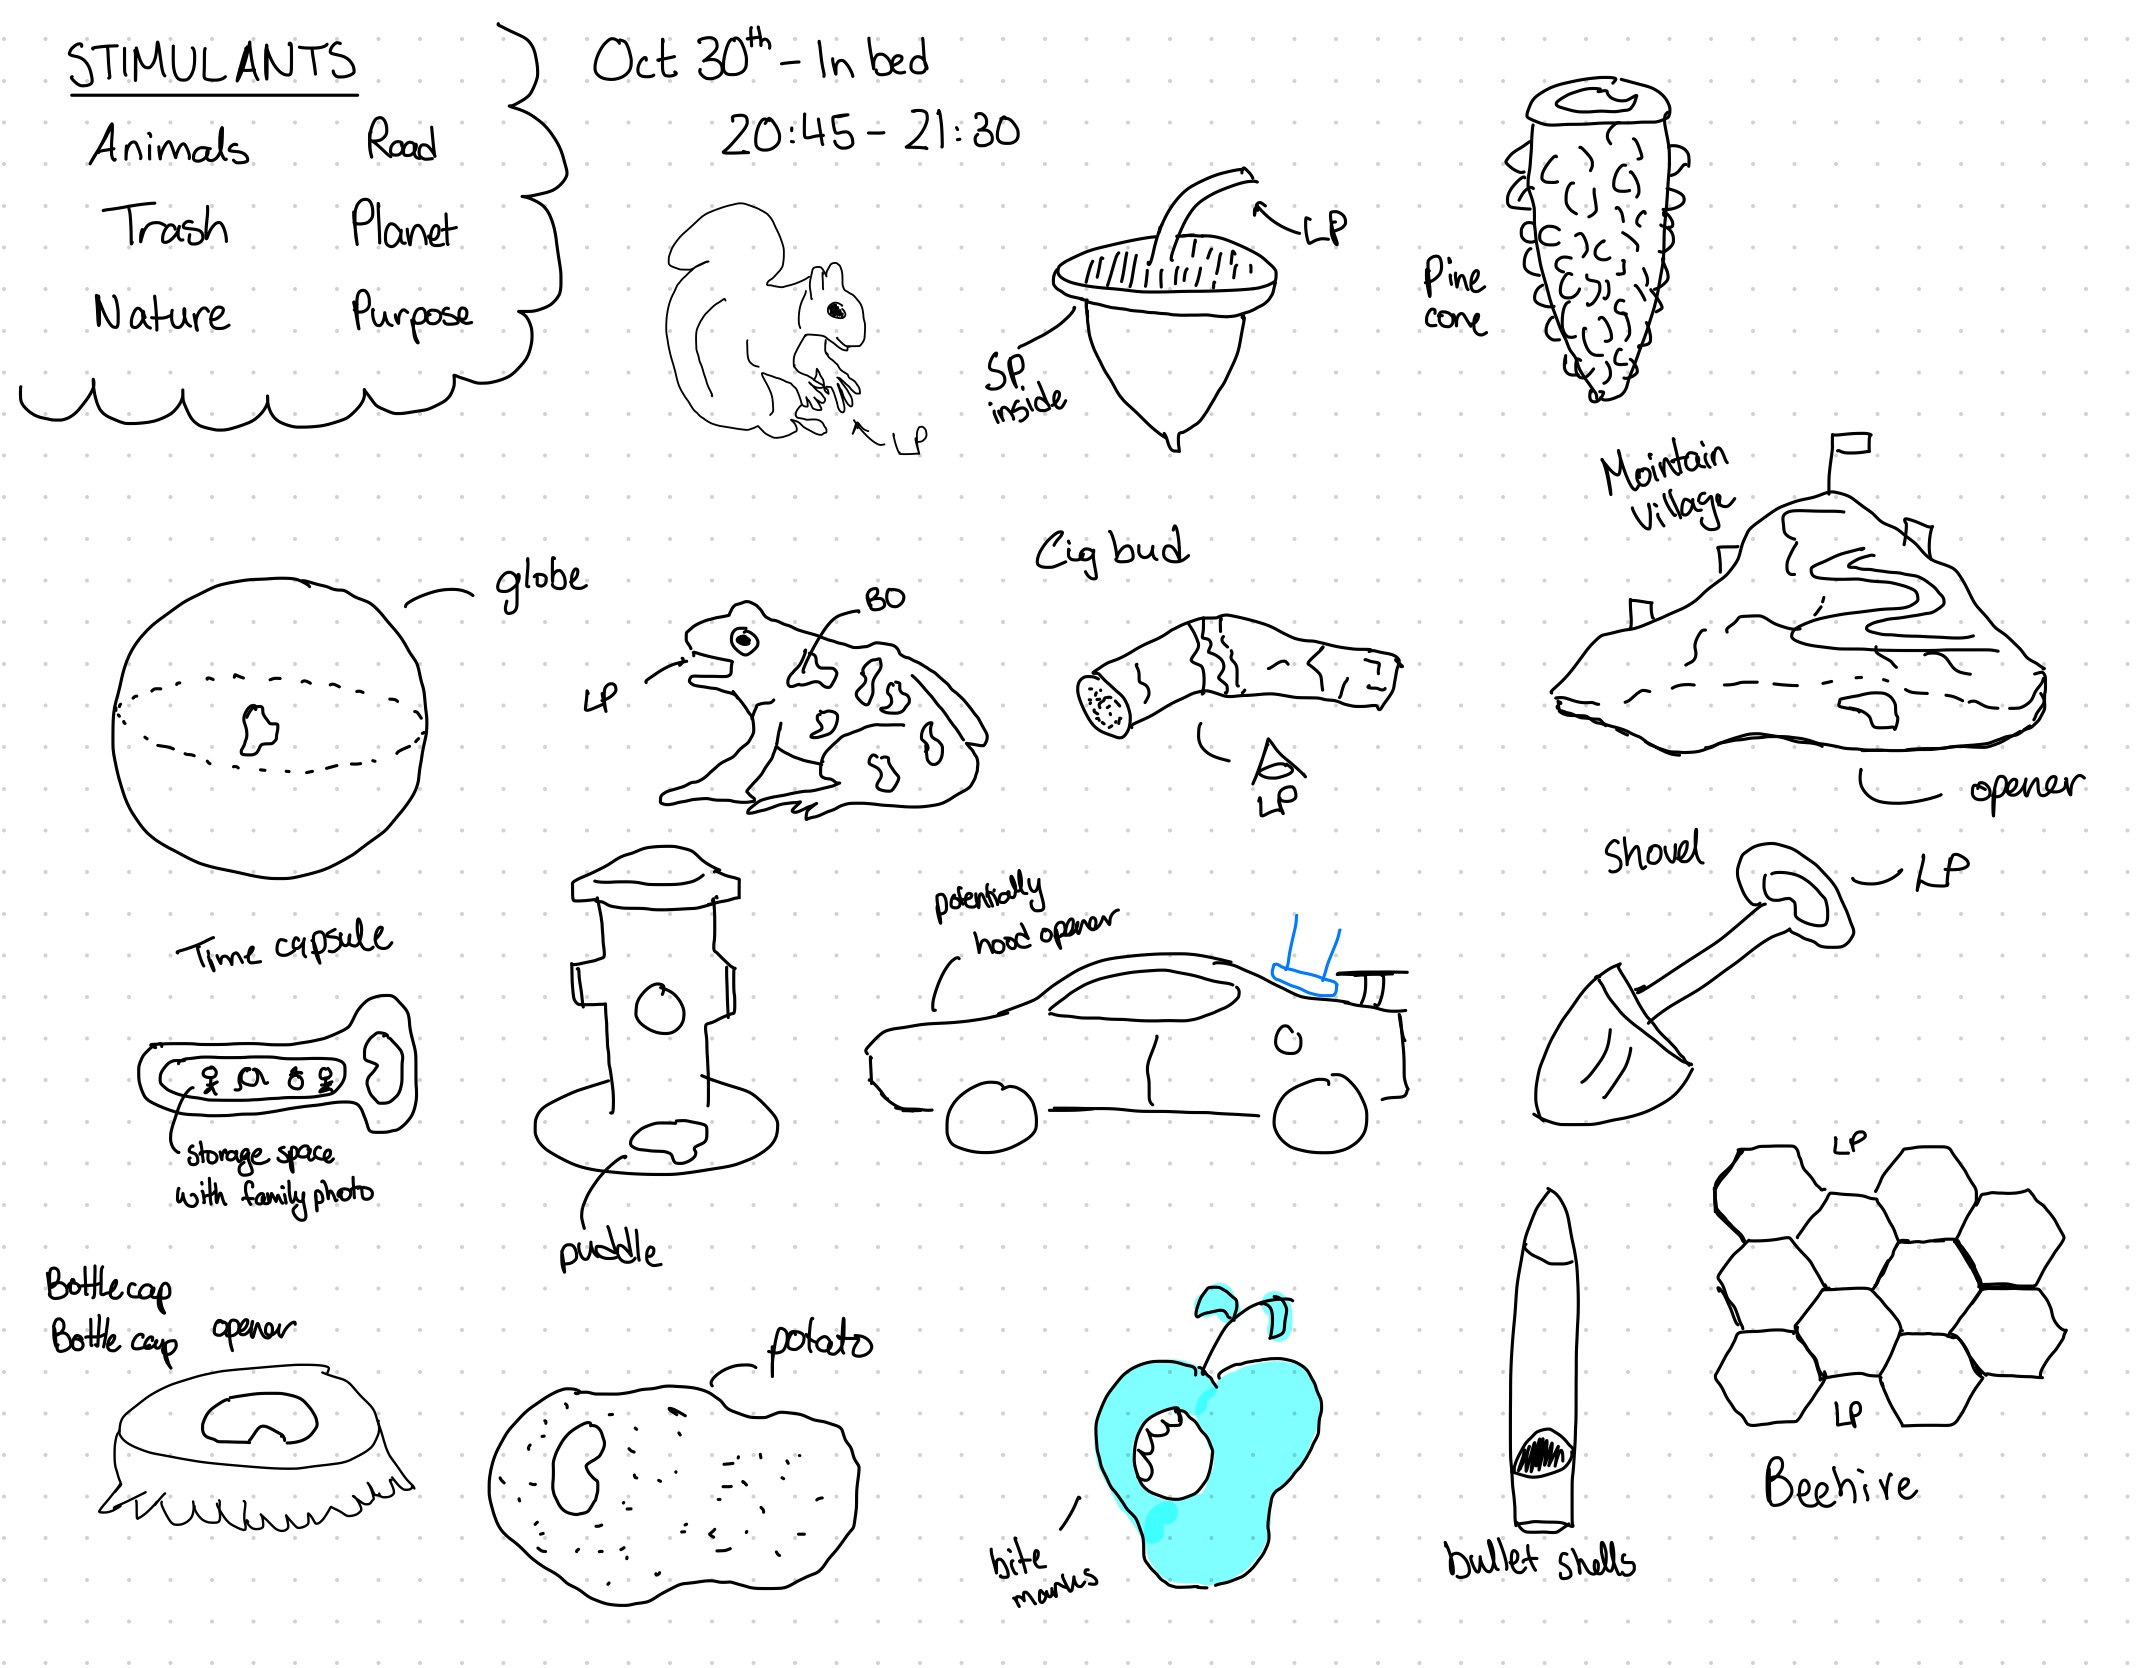 STIMULANTS
Animals Road
Trash Planet
Nature Purpose
Oct 30th - In bed
20:45 - 21:30
LP
LP
SP
inside
Pine
cone
Mointain
Village
opener
globe
BO
LP
Cig bud
LP
Time capsule
storage space
with family photo
puddle
potentially
hood opener
Shovel
LP
Bottle cap
Bottle cap opener
potato
bite
marks
bullet shells
LP
LP
Beehive